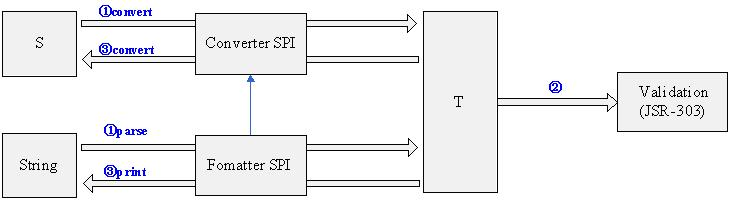 ①convert
S
Converter SPI
③convert
T
②
Validation
(JSR-303)
①parse
String
Fomatter SPI
③print